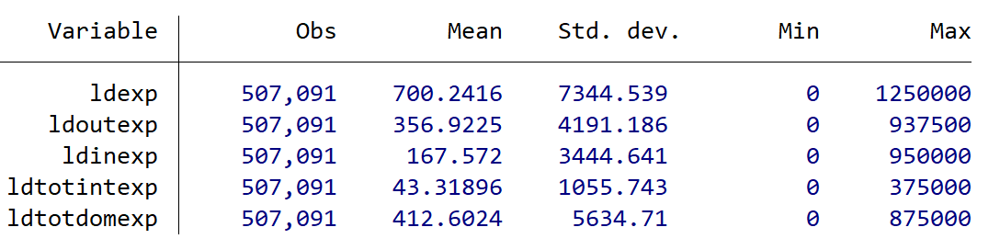 Variable Obs Mean Std. dev. Min Max
ldexp 507,091 700.2416 7344.539 0 1250000
ldoutexp 507,091 356.9225 4191.186 0 937500
ldinexp 507,091 167.572 3444.641 0 950000
ldtotintexp 507,091 43.31896 1055.743 0 375000
ldtotdomexp 507,091 412.6024 5634.71 0 875000